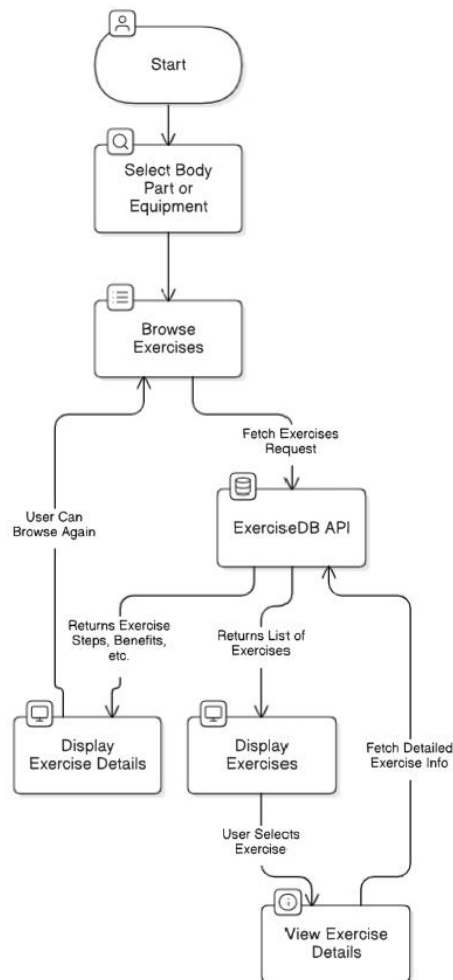 Start
Select Body
Part or
Equipment
Browse
Exercises
Fetch Exercises
Request
User Can
Browse Again
ExerciseDB API
Returns Exercise
Steps, Benefits,
etc.
Returns List of
Exercises
Display
Exercise Details
Display
Exercises
Fetch Detailed
Exercise Info
User Selects
Exercise
View Exercise
Details